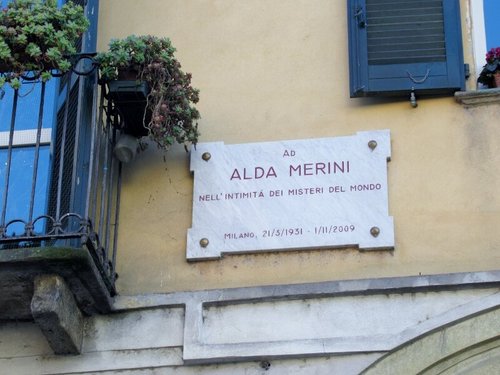 AD
ALDA MERINI
NELL'INTIMITÀ DEI MISTERI DEL MONDO
MILANO, 21/3/1931 - 1/11/2009